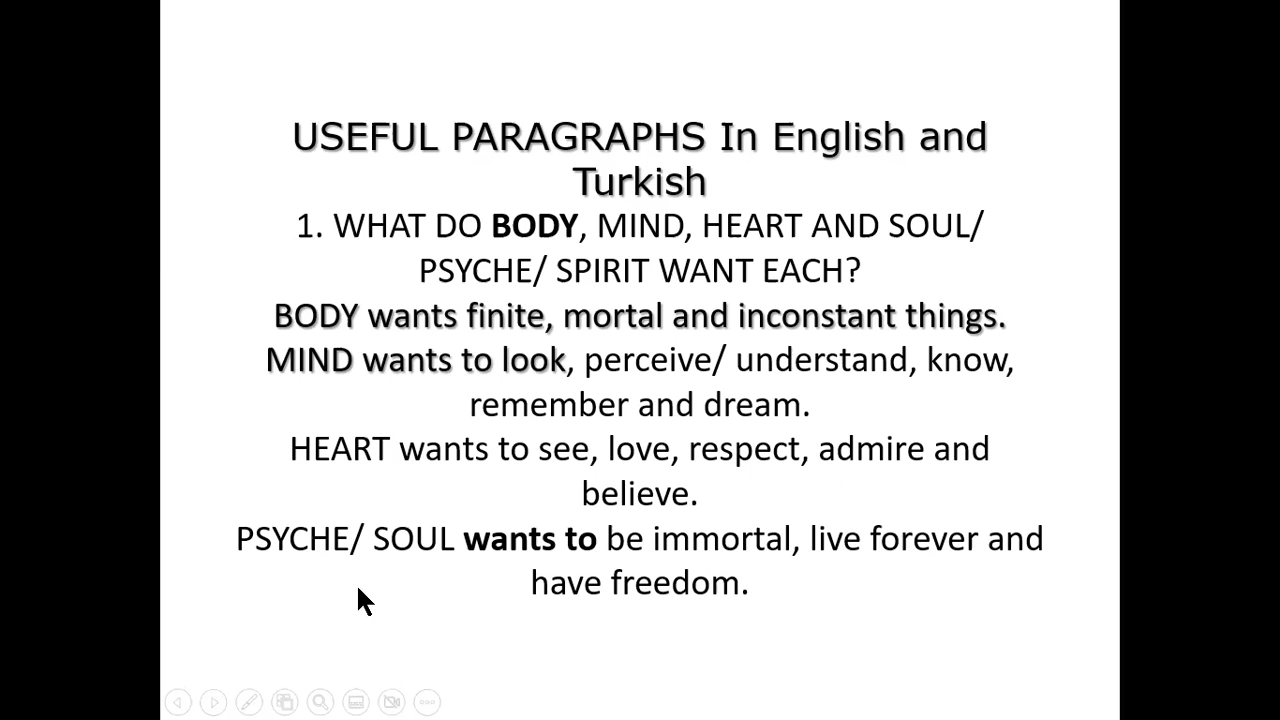 USEFUL PARAGRAPHS In English and
Turkish
1. WHAT DO BODY, MIND, HEART AND SOUL/
PSYCHE/ SPIRIT WANT EACH?
BODY wants finite, mortal and inconstant things.
MIND wants to look, perceive/ understand, know,
remember and dream.
HEART wants to see, love, respect, admire and
believe.
PSYCHE/ SOUL wants to be immortal, live forever and
have freedom.